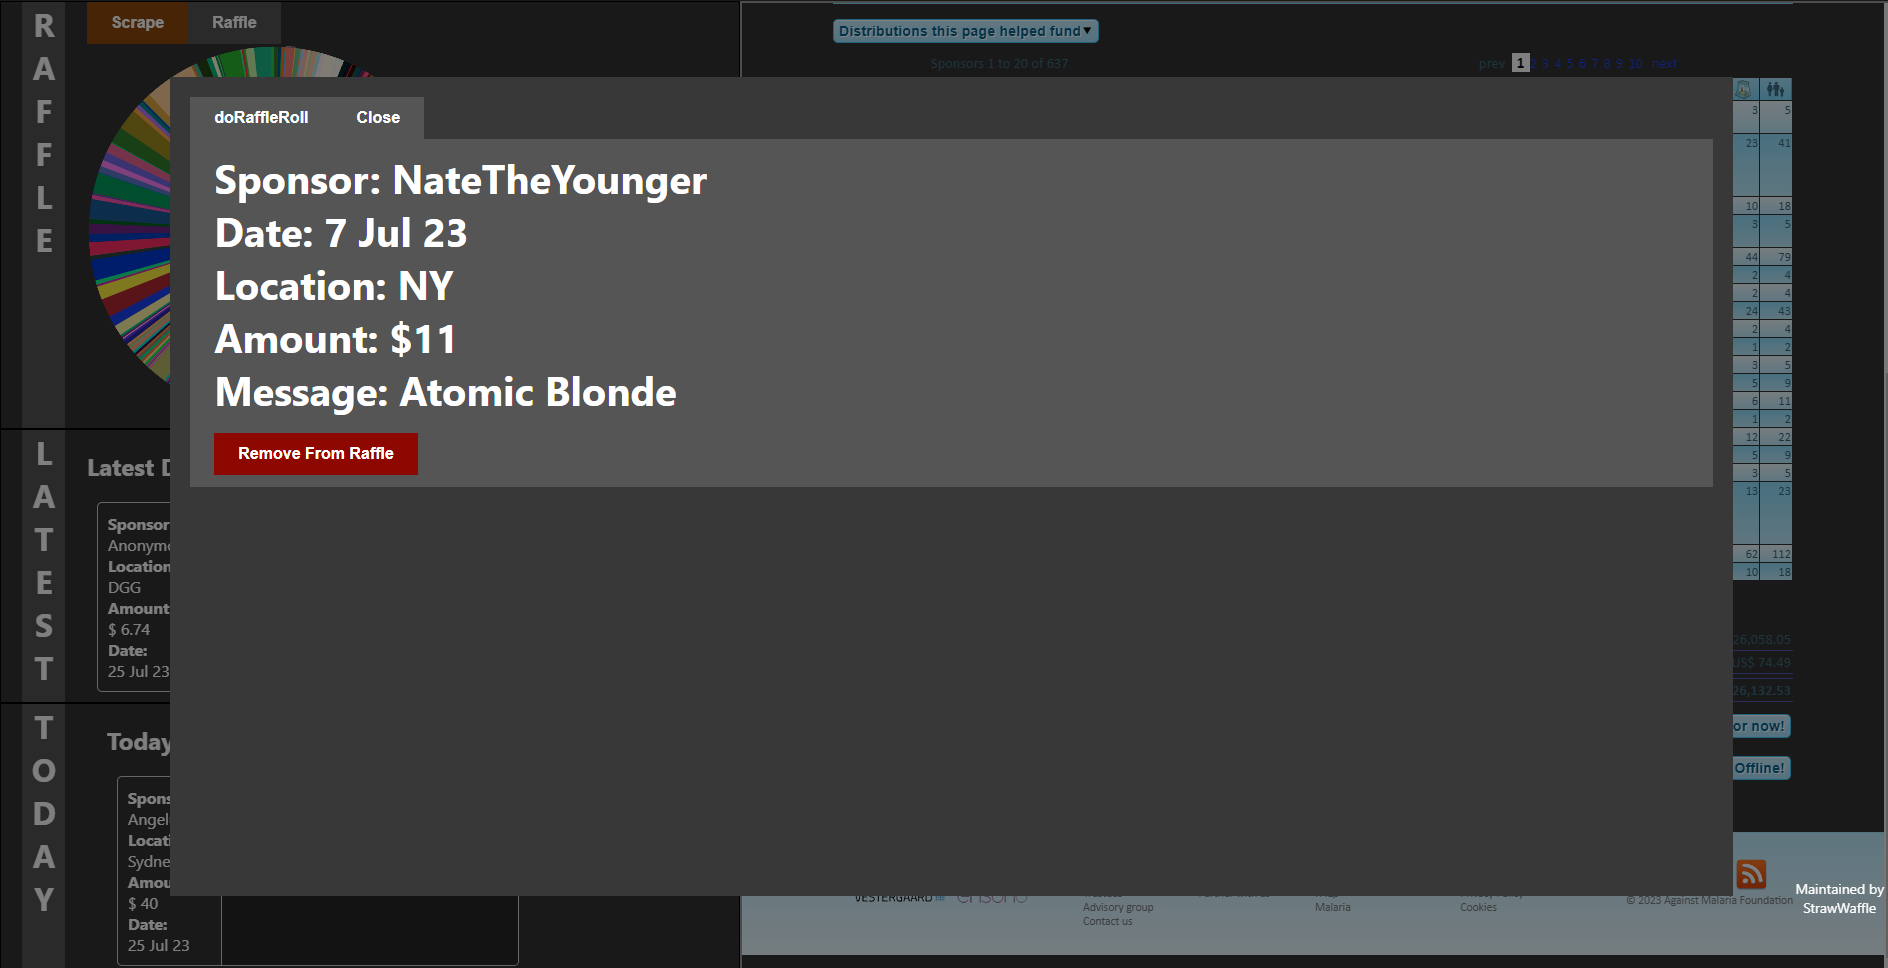 RAFFLE
Scrape
Raffle
Distributions this page helped fund▼
Sponsors 1 to 20 of 637
prev 1 2 3 4 5 6 7 8 9 10 next
doRaffleRoll
Close
Sponsor: NateTheYounger
Date: 7 Jul 23
Location: NY
Amount: $11
Message: Atomic Blonde
Remove From Raffle
3 5
23 41
10 18
3 5
44 79
2 4
2 4
24 43
2 4
1 2
3 5
5 9
6 11
1 2
12 22
5 9
3 5
13 23
62 112
10 18
26,058.05
US$ 74.49
26,132.53
or now!
Offline!
LATEST
Latest
Sponsor
Anonym
Location
DGG
Amount
$ 6.74
Date:
25 Jul 23
TODAY
Today
Spons
Angel
Locati
Sydne
Amou
$ 40
Date:
25 Jul 23
VESTERGAARD
Advisory group
Contact us
Malaria
Cookies
© 2023 Against Malaria Foundation
Maintained by
StrawWaffle